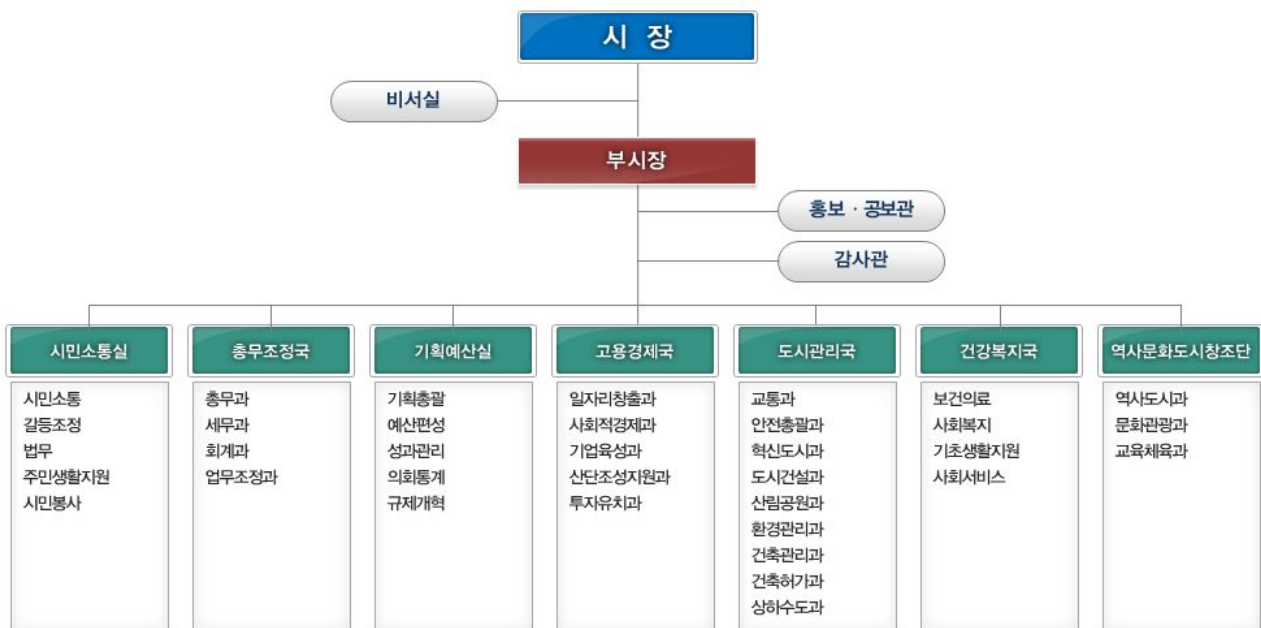 시 장
비서실
부시장
홍보 · 공보관
감사관
시민소통실
시민소통
갈등조정
법무
주민생활지원
시민봉사
총무조정국
총무과
세무과
회계과
업무조정과
기획예산실
기획총괄
예산편성
성과관리
의회통계
규제개혁
고용경제국
일자리창출과
사회적경제과
기업육성과
산단조성지원과
투자유치과
도시관리국
교통과
안전총괄과
혁신도시과
도시건설과
산림공원과
환경관리과
건축관리과
건축허가과
상하수도과
건강복지국
보건의료
사회복지
기초생활지원
사회서비스
역사문화도시창조단
역사도시과
문화관광과
교육체육과